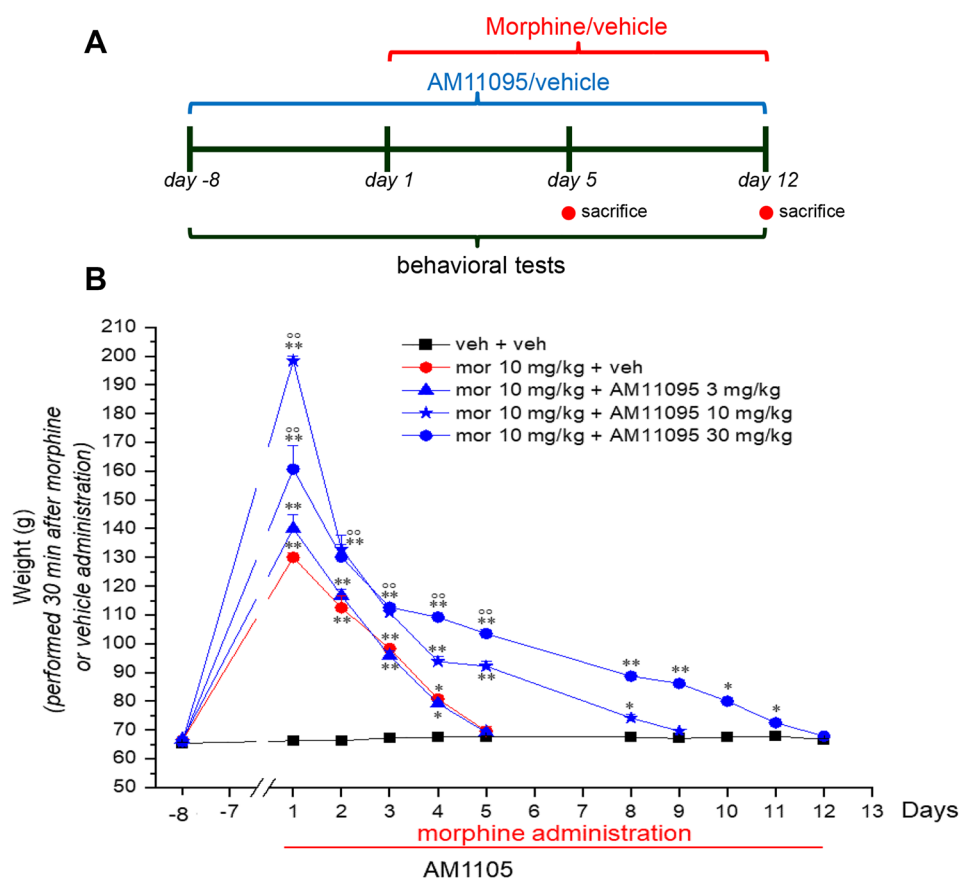 A
Morphine/vehicle
AM11095/vehicle
day -8
day 1
day 5
day 12
sacrifice
sacrifice
behavioral tests
B
veh + veh
mor 10 mg/kg + veh
mor 10 mg/kg + AM11095 3 mg/kg
mor 10 mg/kg + AM11095 10 mg/kg
mor 10 mg/kg + AM11095 30 mg/kg
Weight (g)
(performed 30 min after morphine
or vehicle administration)
210
200
190
180
170
160
150
140
130
120
110
100
90
80
70
60
50
°°
**
°°
**
**
**
°°
**
**
**
°°
**
**
**
°°
**
**
*
*
°°
**
**
**
*
**
*
*
-8 -7 1 2 3 4 5 6 7 8 9 10 11 12 13 Days
morphine administration
AM1105